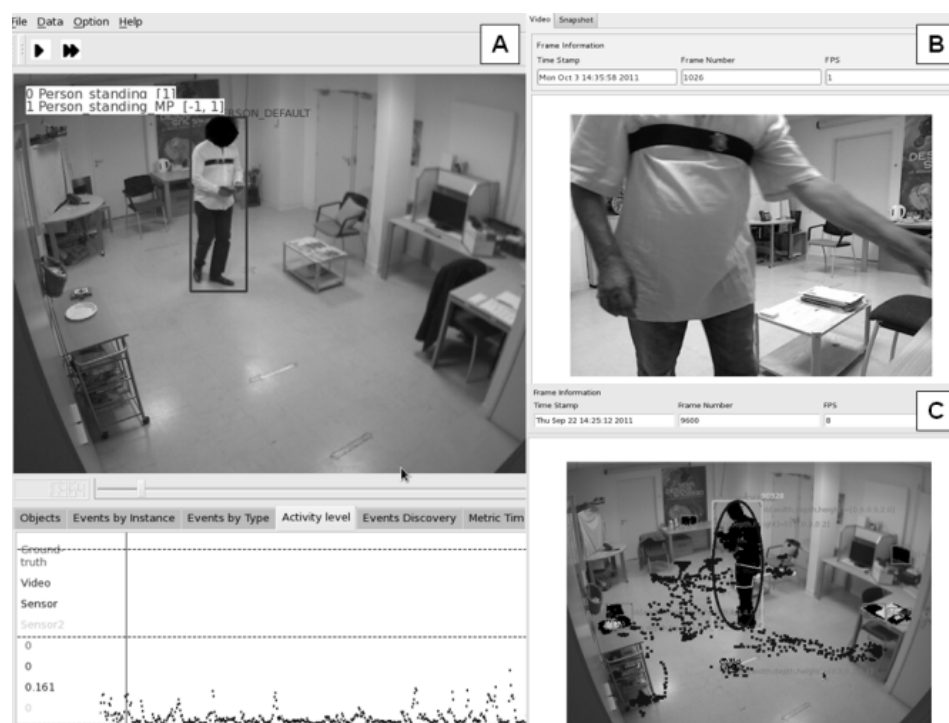 File Data Option Help
A
0 Person_standing [1]
1 Person_standing_MP [-1, 1]
RSON_DEFAULT
Objects Events by Instance Events by Type Activity level Events Discovery Metric Tim
Ground
truth
Video
Sensor
Sensor2
0
0
0.161
0
Video Snapshot
B
Frame Information
Time Stamp Frame Number FPS
Mon Oct 3 14:35:58 2011 1026 1
Frame Information
C
Time Stamp Frame Number FPS
Thu Sep 22 14:25:12 2011 9600 8